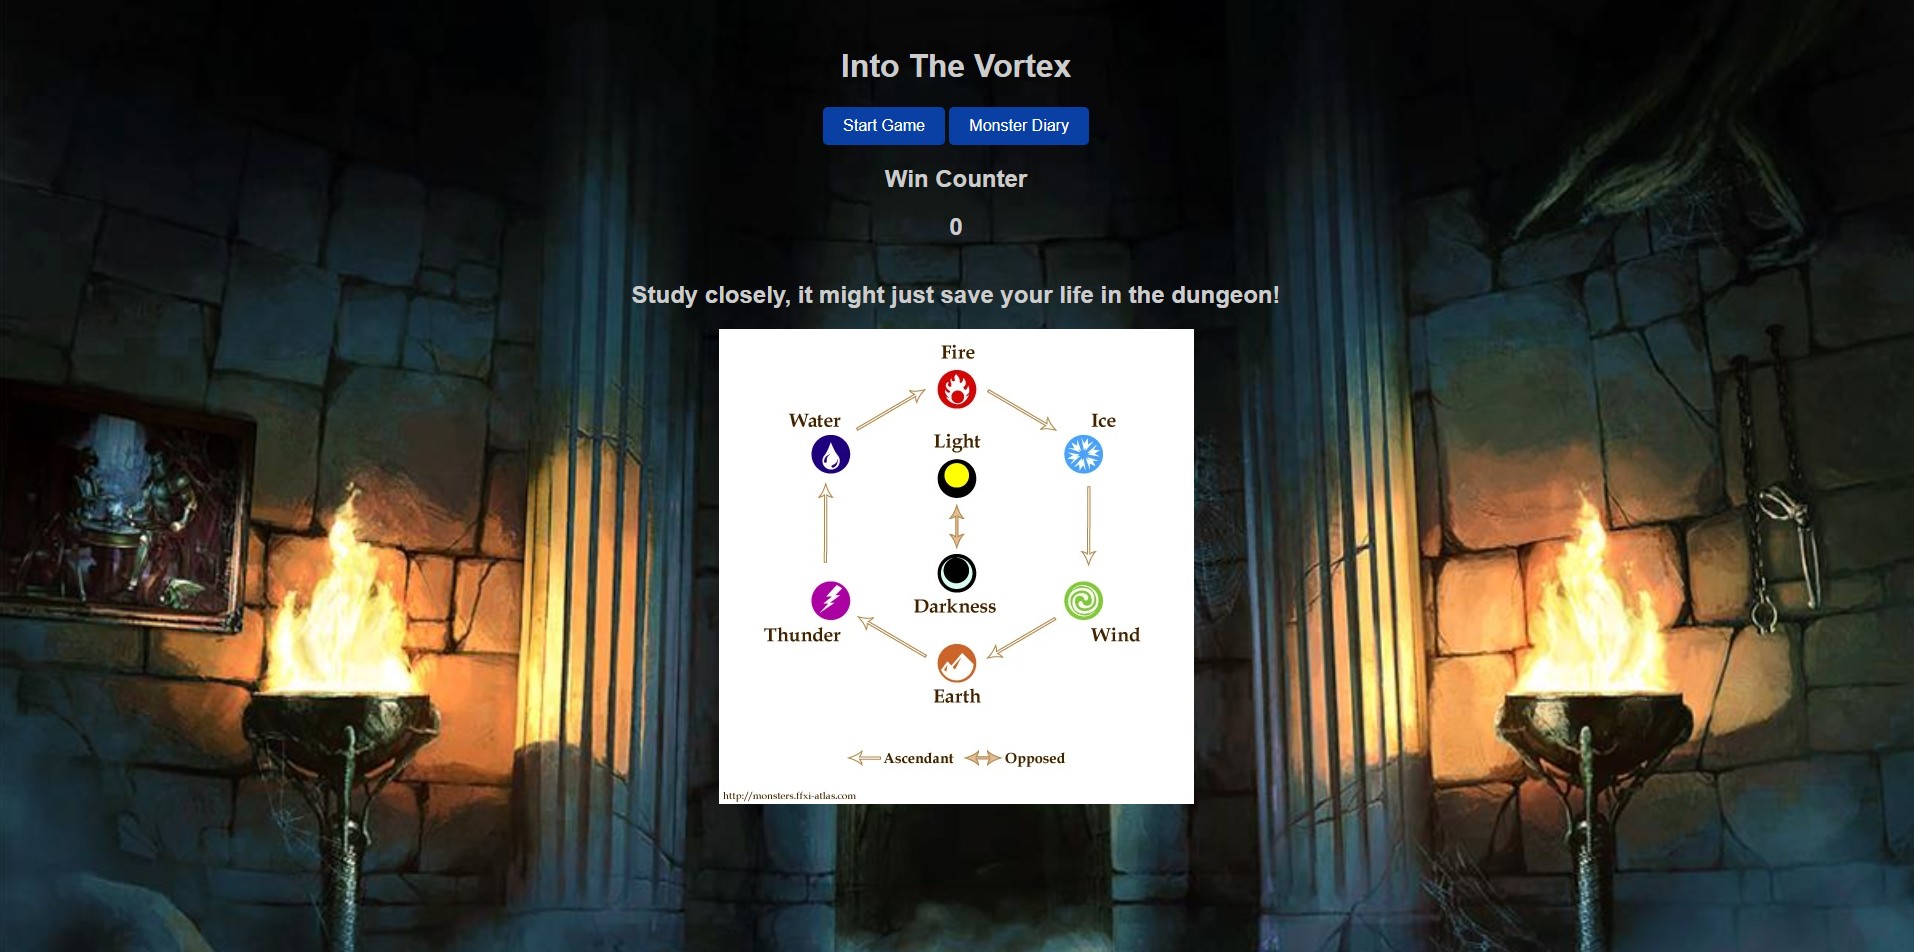 Into The Vortex
Start Game Monster Diary
Win Counter
0
Study closely, it might just save your life in the dungeon!
Fire
Water
Ice
Light
Darkness
Thunder
Wind
Earth
Ascendant Opposed
http://monsters.ffxi-atlas.com